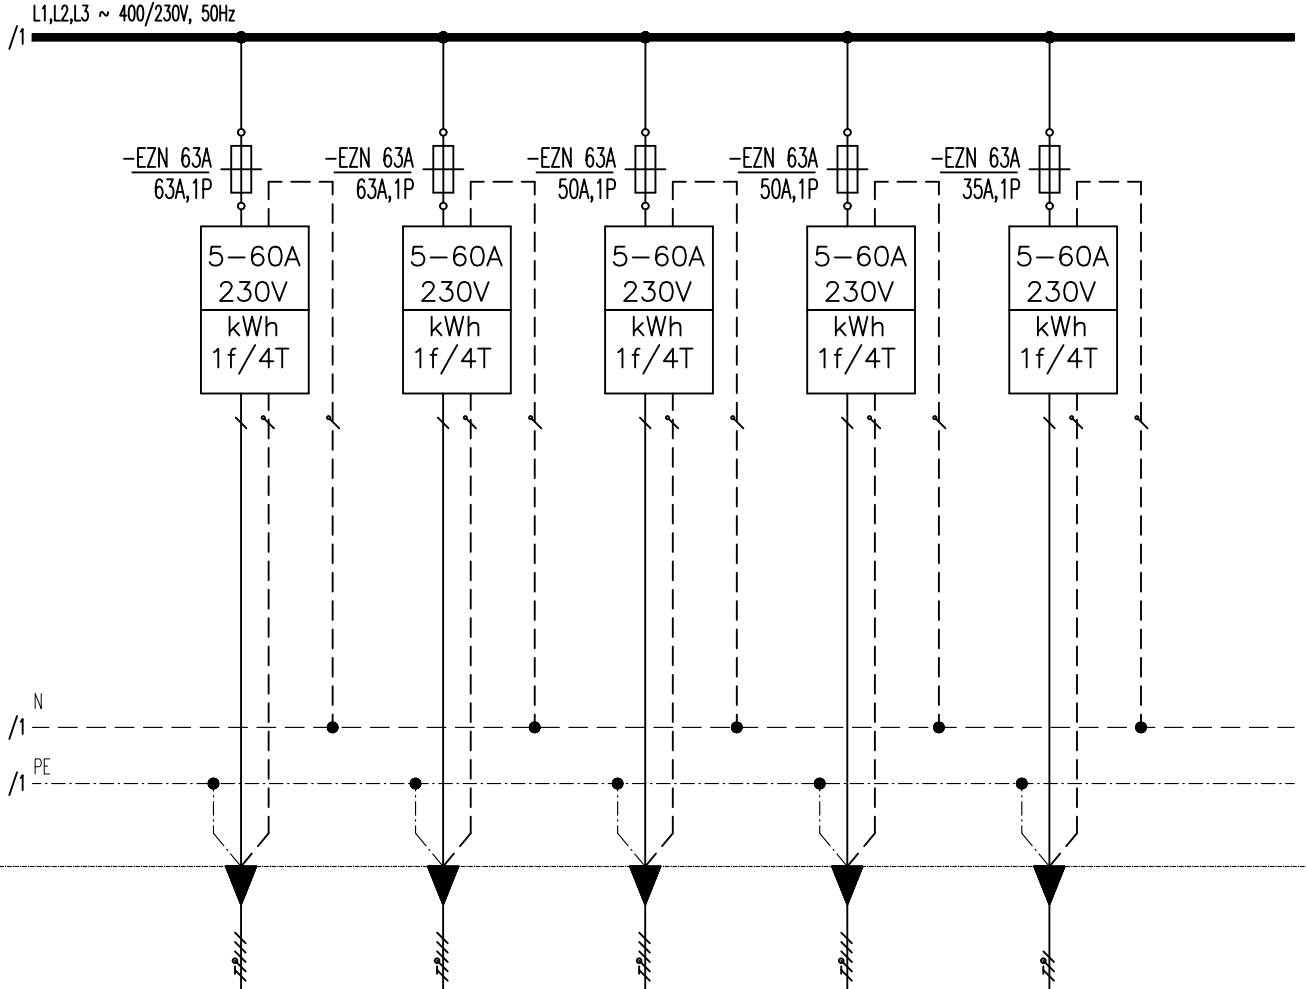 L1,L2,L3 ~ 400/230V, 50Hz
/1
-EZN 63A
63A,1P
-EZN 63A
63A,1P
-EZN 63A
50A,1P
-EZN 63A
50A,1P
-EZN 63A
35A,1P
5-60A
230V
kWh
1f/4T
5-60A
230V
kWh
1f/4T
5-60A
230V
kWh
1f/4T
5-60A
230V
kWh
1f/4T
5-60A
230V
kWh
1f/4T
N
/1
PE
/1